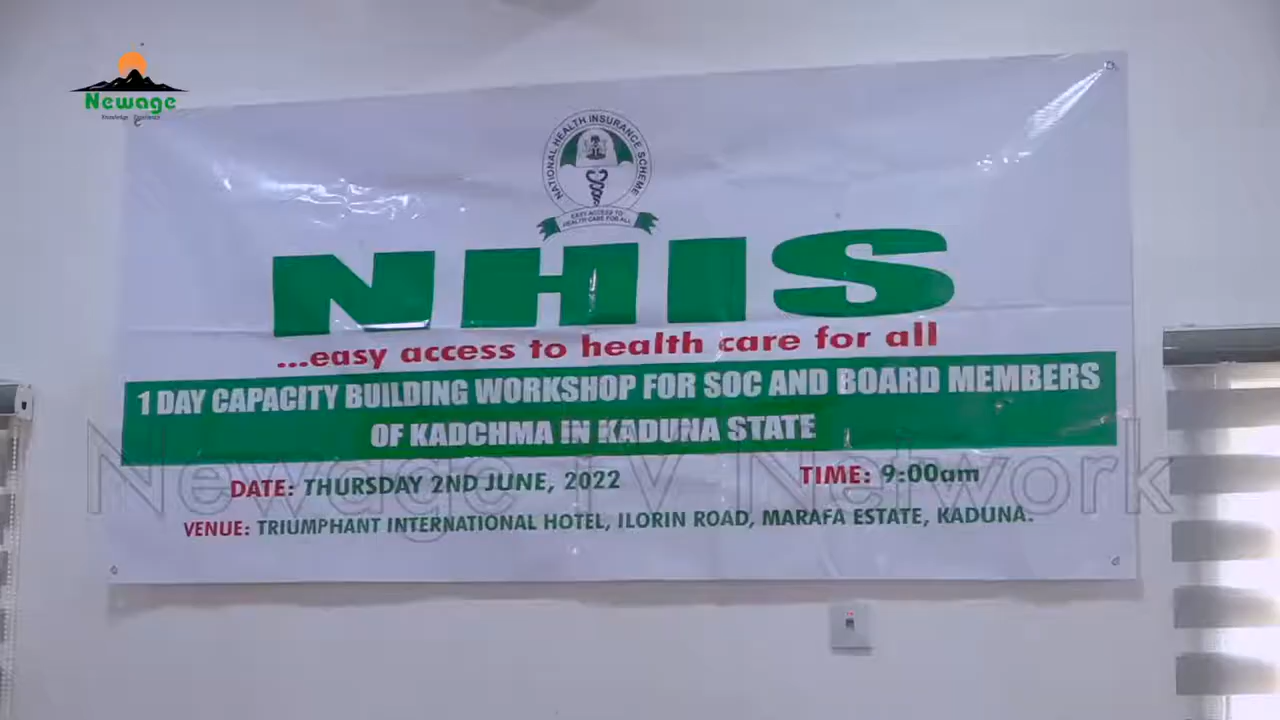 Newage
Knowledge Experience
NATIONAL HEALTH INSURANCE SCHEME
EASY ACCESS TO
HEALTH CARE FOR ALL
NHIS
...easy access to health care for all
1 DAY CAPACITY BUILDING WORKSHOP FOR SOC AND BOARD MEMBERS
OF KADCHMA IN KADUNA STATE
Newage TV Network
DATE: THURSDAY 2ND JUNE, 2022 TIME: 9:00am
VENUE: TRIUMPHANT INTERNATIONAL HOTEL, ILORIN ROAD, MARAFA ESTATE, KADUNA.